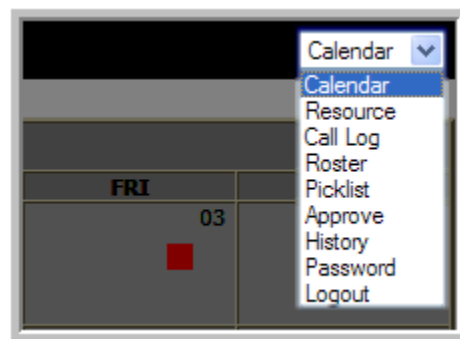 Calendar
Calendar
Resource
Call Log
Roster
FRI
Picklist
03
Approve
History
Password
Logout